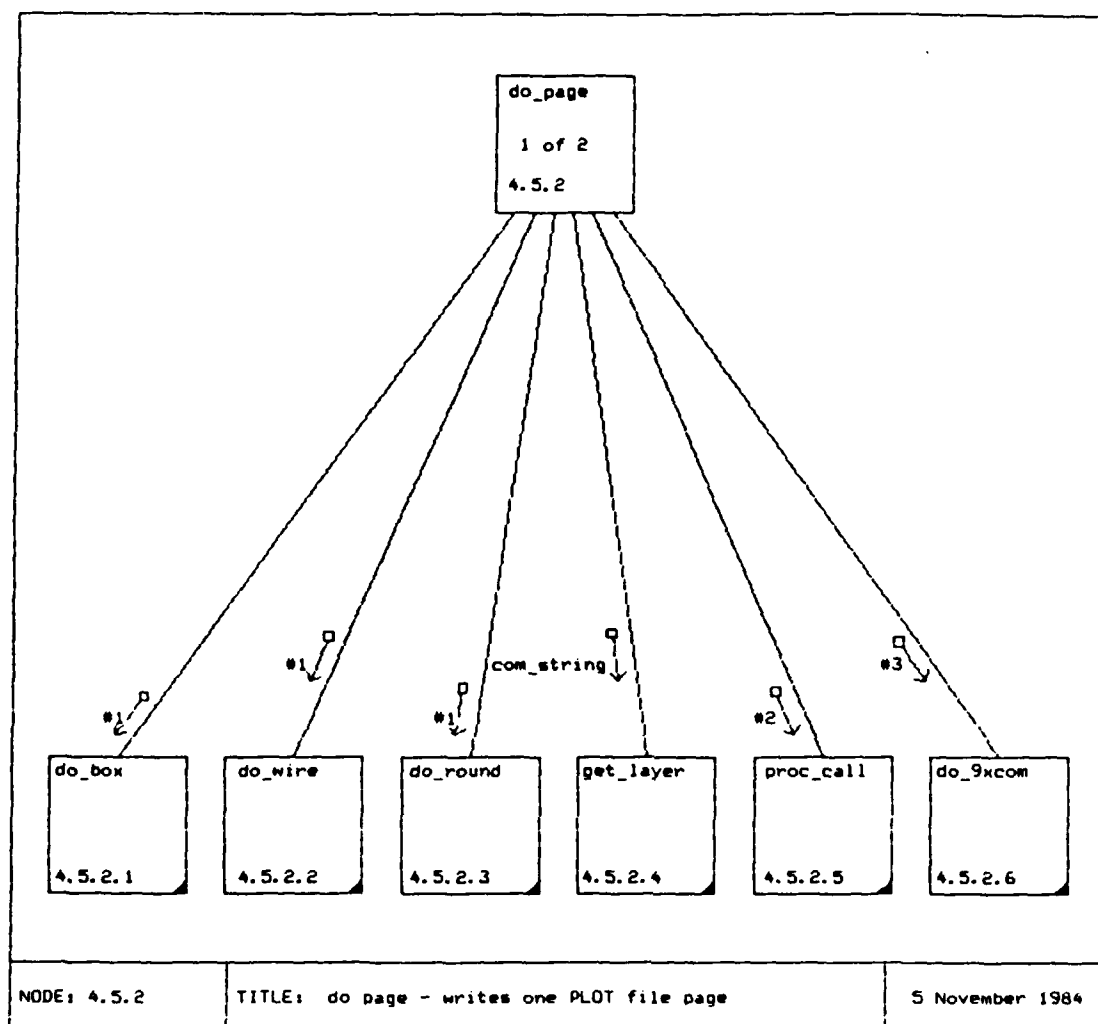 do_page
1 of 2
4.5.2
#1
#1
#1
com_string
#2
#3
do_box
4.5.2.1
do_wire
4.5.2.2
do_round
4.5.2.3
get_layer
4.5.2.4
proc_call
4.5.2.5
do_9xcom
4.5.2.6
NODE: 4.5.2
TITLE: do page - writes one PLOT file page
5 November 1984